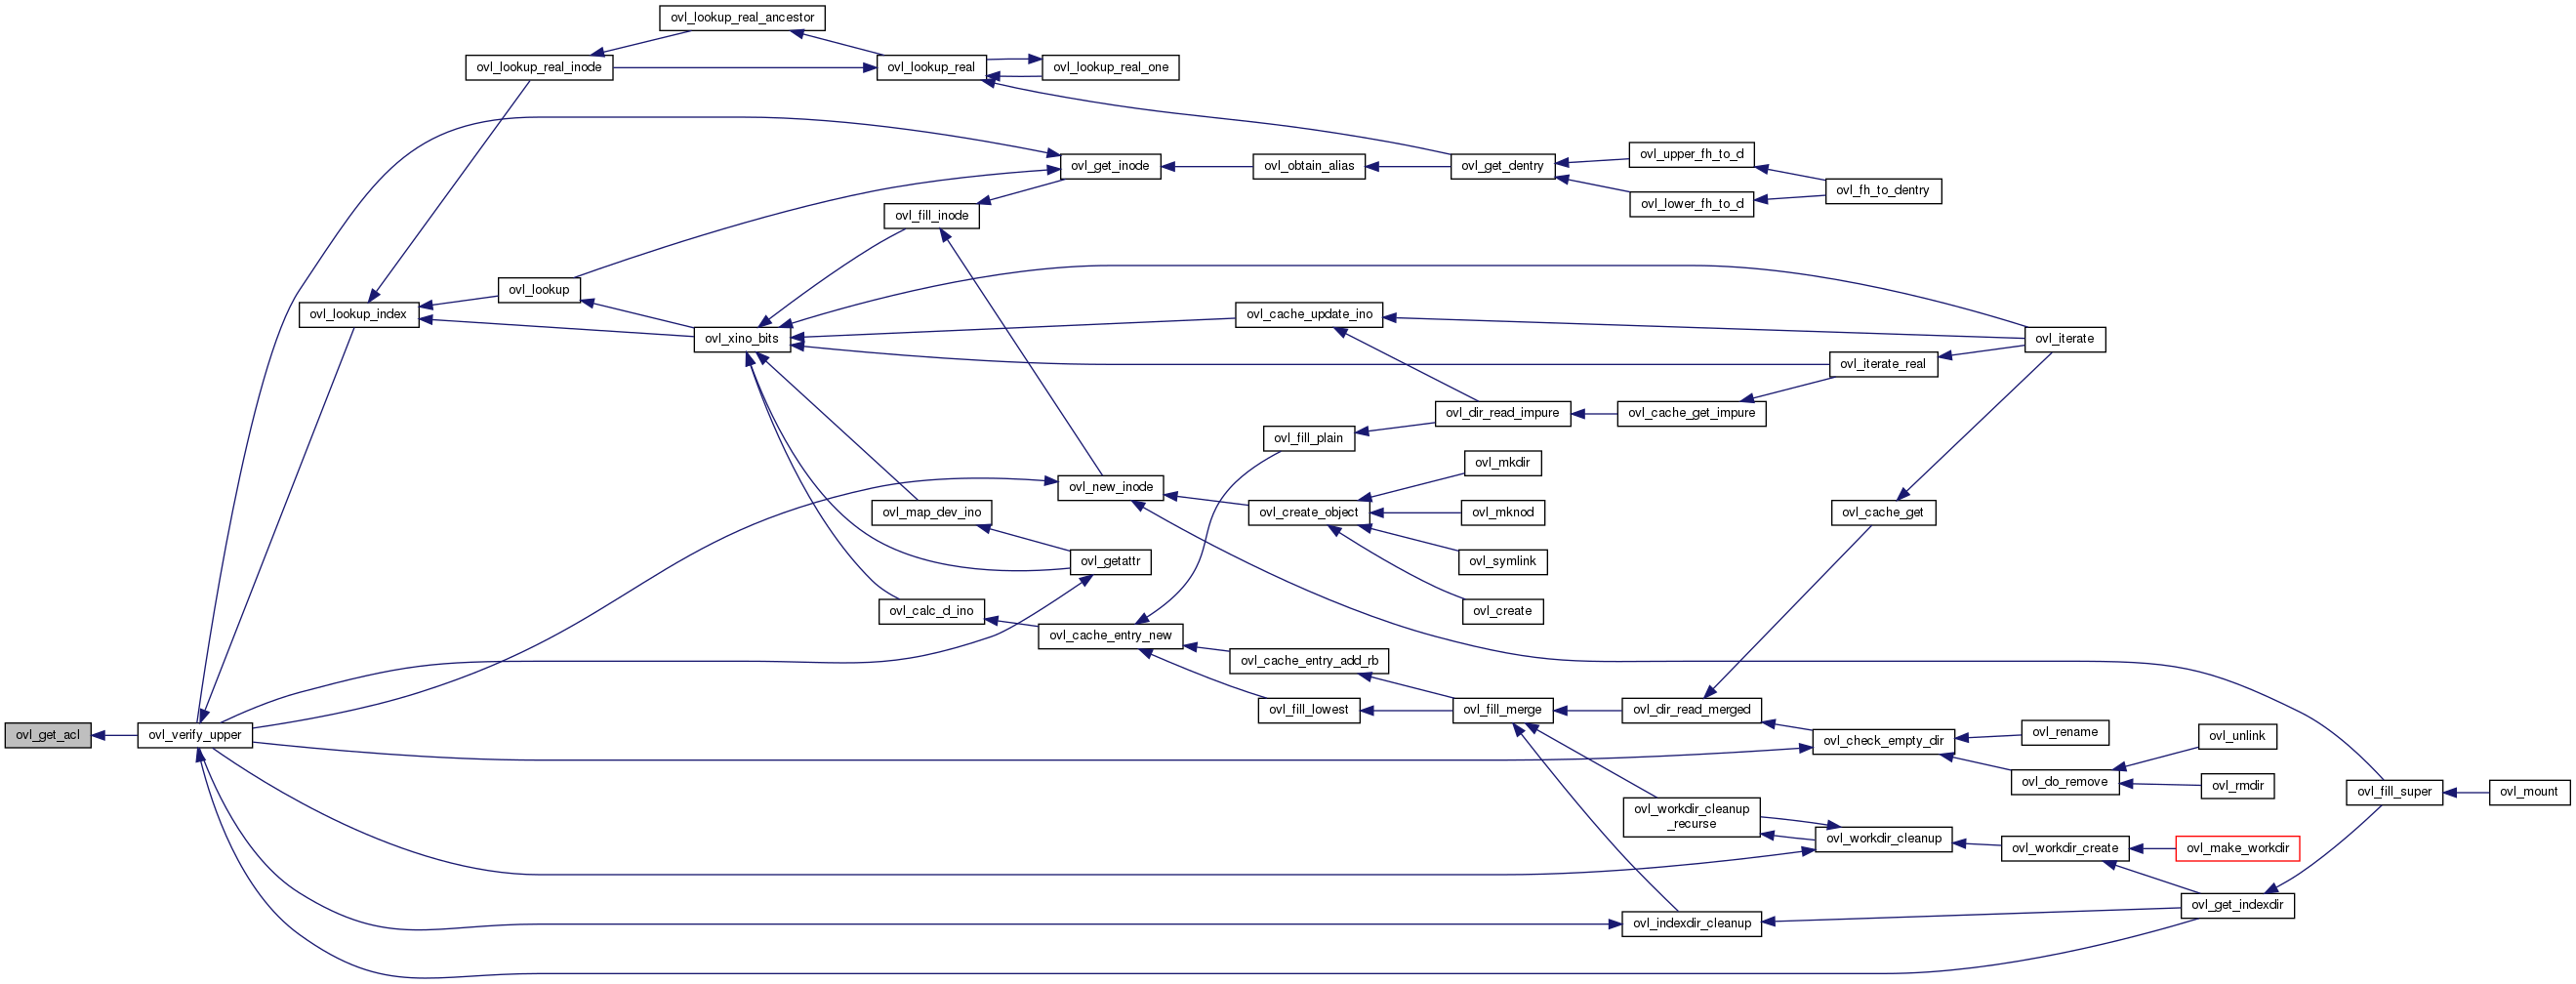 ovl_lookup_real_ancestor
ovl_lookup_real_inode
ovl_lookup_real
ovl_lookup_real_one
ovl_get_inode
ovl_obtain_alias
ovl_get_dentry
ovl_upper_fh_to_d
ovl_fh_to_dentry
ovl_lower_fh_to_d
ovl_fill_inode
ovl_lookup
ovl_lookup_index
ovl_xino_bits
ovl_cache_update_ino
ovl_iterate
ovl_iterate_real
ovl_dir_read_impure
ovl_cache_get_impure
ovl_fill_plain
ovl_mkdir
ovl_new_inode
ovl_map_dev_ino
ovl_create_object
ovl_mknod
ovl_cache_get
ovl_getattr
ovl_symlink
ovl_calc_d_ino
ovl_create
ovl_cache_entry_new
ovl_cache_entry_add_rb
ovl_fill_lowest
ovl_fill_merge
ovl_dir_read_merged
ovl_get_acl
ovl_verify_upper
ovl_check_empty_dir
ovl_rename
ovl_unlink
ovl_do_remove
ovl_rmdir
ovl_fill_super
ovl_mount
ovl_workdir_cleanup
_recurse
ovl_workdir_cleanup
ovl_workdir_create
ovl_make_workdir
ovl_get_indexdir
ovl_indexdir_cleanup